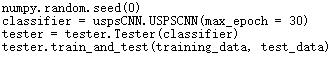 numpy.random.seed(0)
classifier = uspsCNN.USPSCNN(max_epoch = 30)
tester = tester.Tester(classifier)
tester.train_and_test(training_data, test_data)